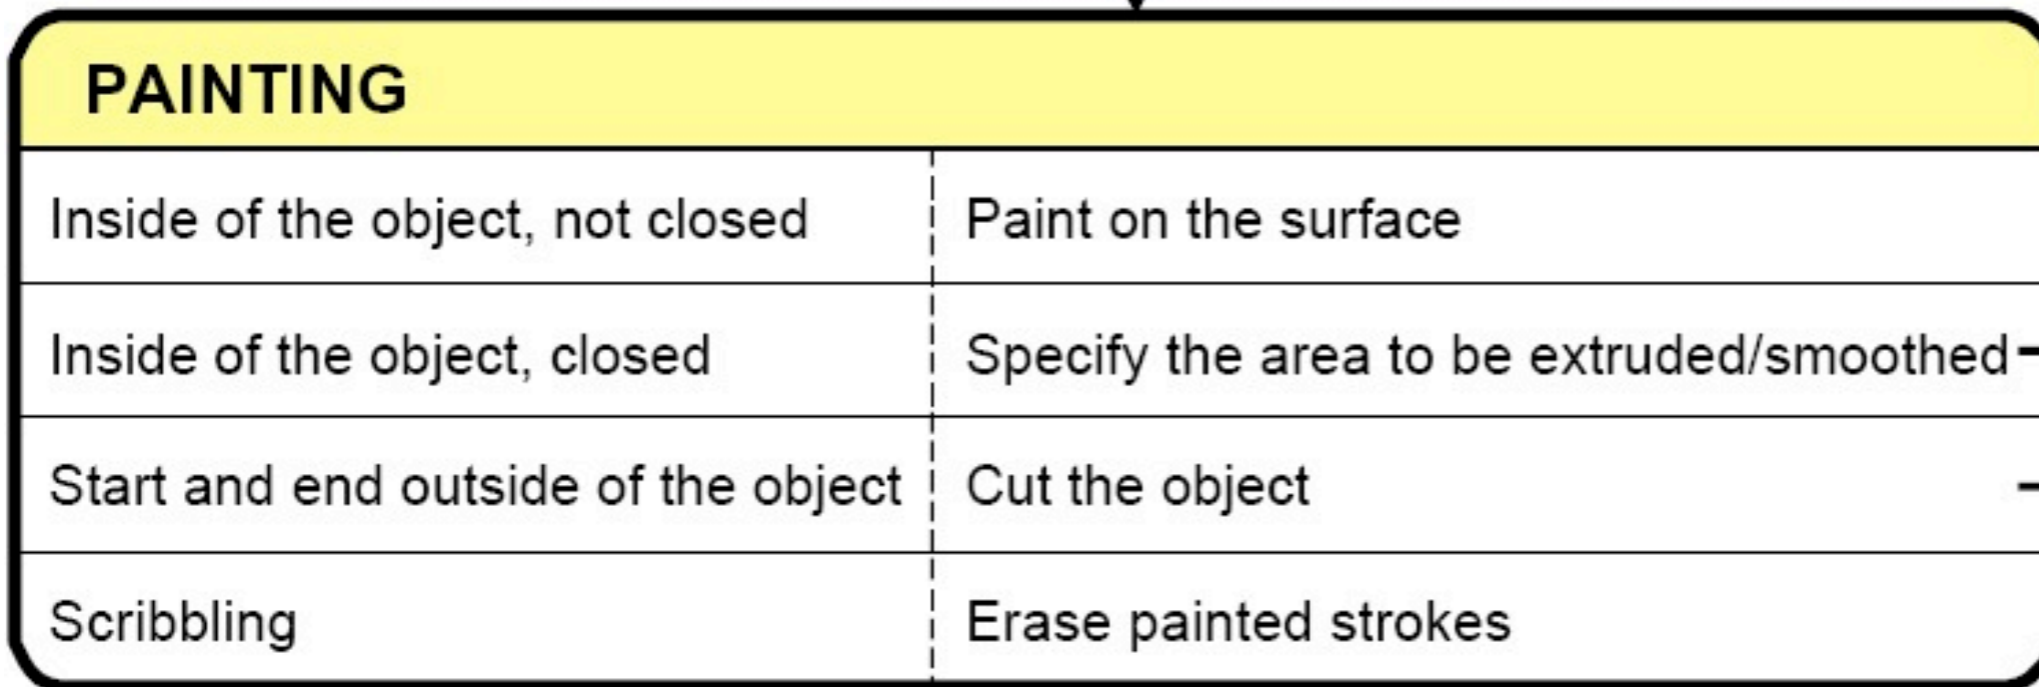 PAINTING
Inside of the object, not closed Paint on the surface
Inside of the object, closed Specify the area to be extruded/smoothed
Start and end outside of the object Cut the object
Scribbling Erase painted strokes